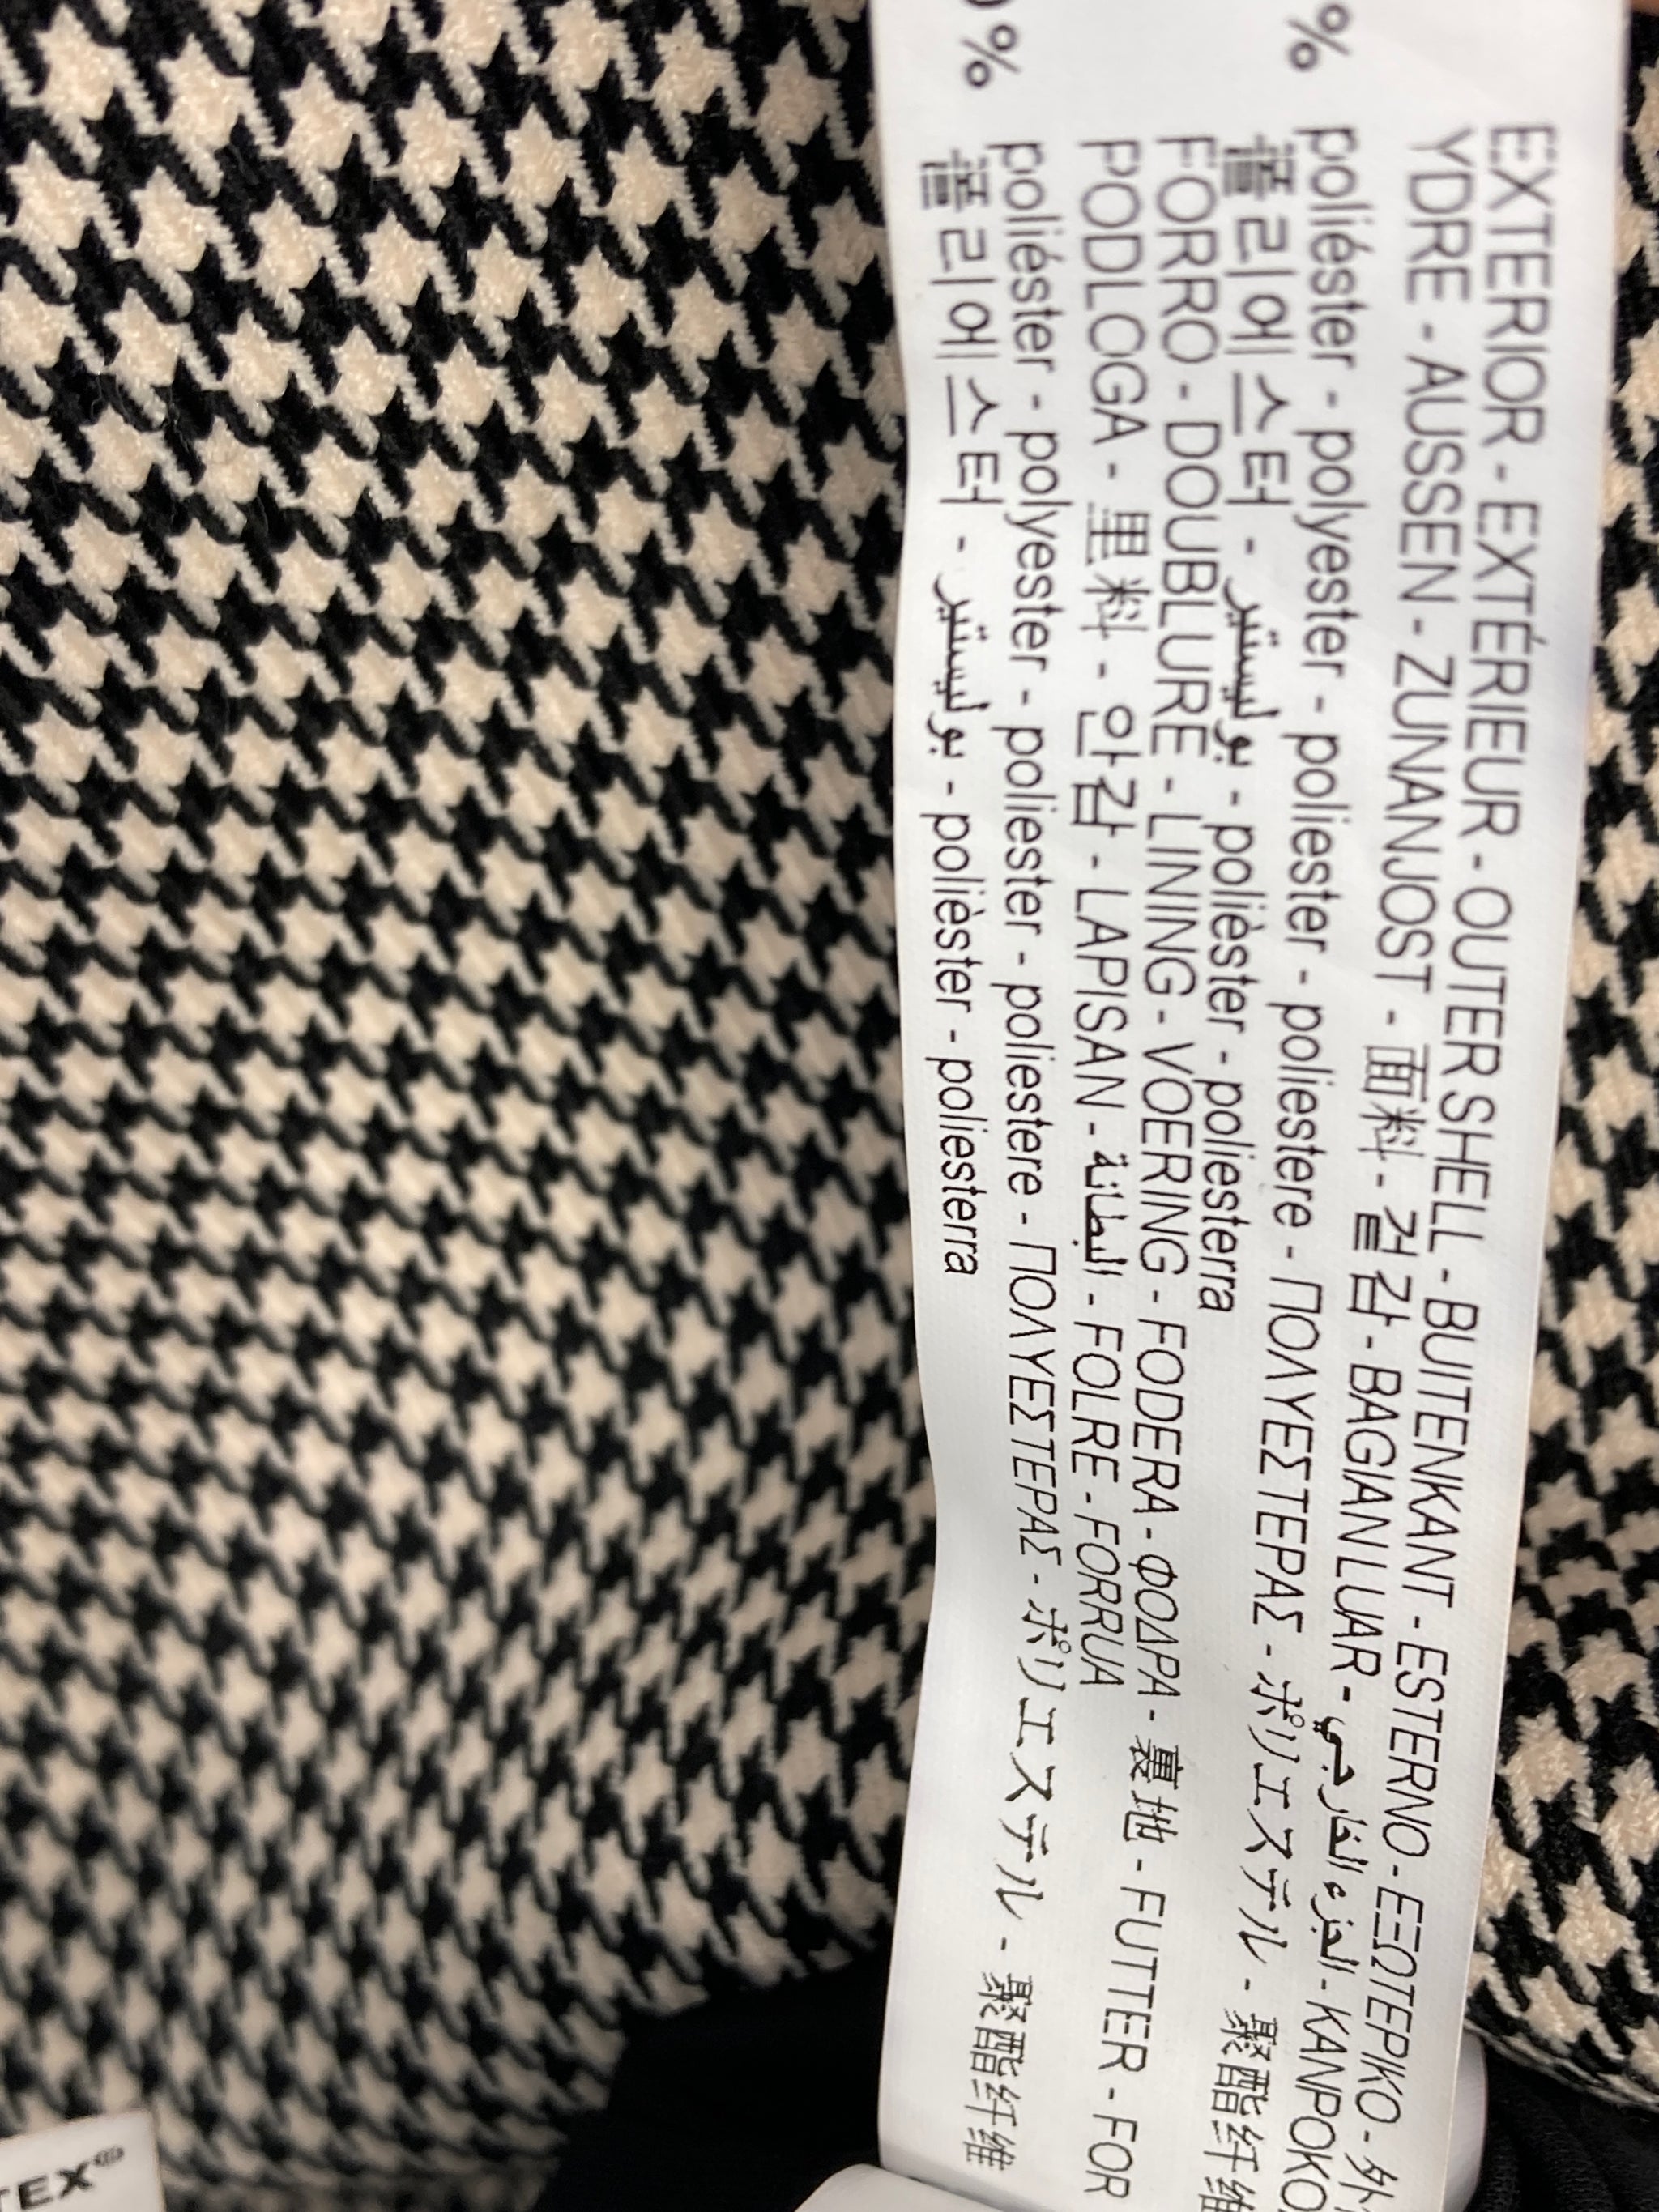 EXTERIOR - EXTÉRIEUR - OUTER SHELL - BUITENKANT - ESTERNO - ΕΞΩΤΕΡΙΚΟ - 外
YDRE - AUSSEN - ZUNANJOST - 面料 - 겉감 - BAGIAN LUAR - الجزء الخارجي - KANPOKO
% poliéster - polyester - poliester - poliestere - ΠΟΛΥΕΣΤΕΡΑΣ - ポリエステル - 聚酯纤维
폴리에스터 - بوليستير - polièster - poliesterra
FORRO - DOUBLURE - LINING - VOERING - FODERA - ΦΟΔΡΑ - 裏地 - FUTTER - FOR
PODLOGA - 里料 - 안감 - LAPISAN - البطانة - FOLRE - FORRUA
0% poliéster - polyester - poliester - poliestere - ΠΟΛΥΕΣΤΕΡΑΣ - ポリエステル - 聚酯纤维
폴리에스터 - بوليستير - polièster - poliesterra
TEX®